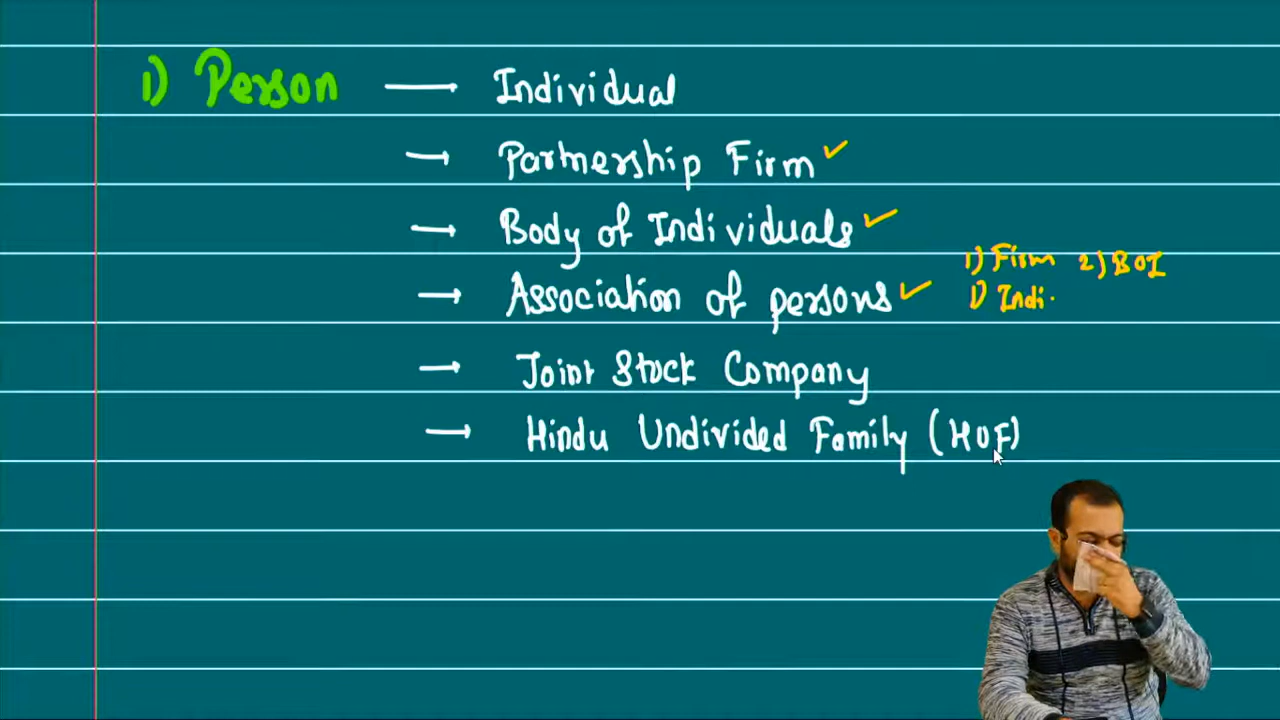 1) Person → Individual
→ Partnership Firm ✓
→ Body of Individuals ✓
→ Association of persons ✓
1) Firm 2) BOI
1) Indi.
→ Joint Stock Company
→ Hindu Undivided Family (HUF)